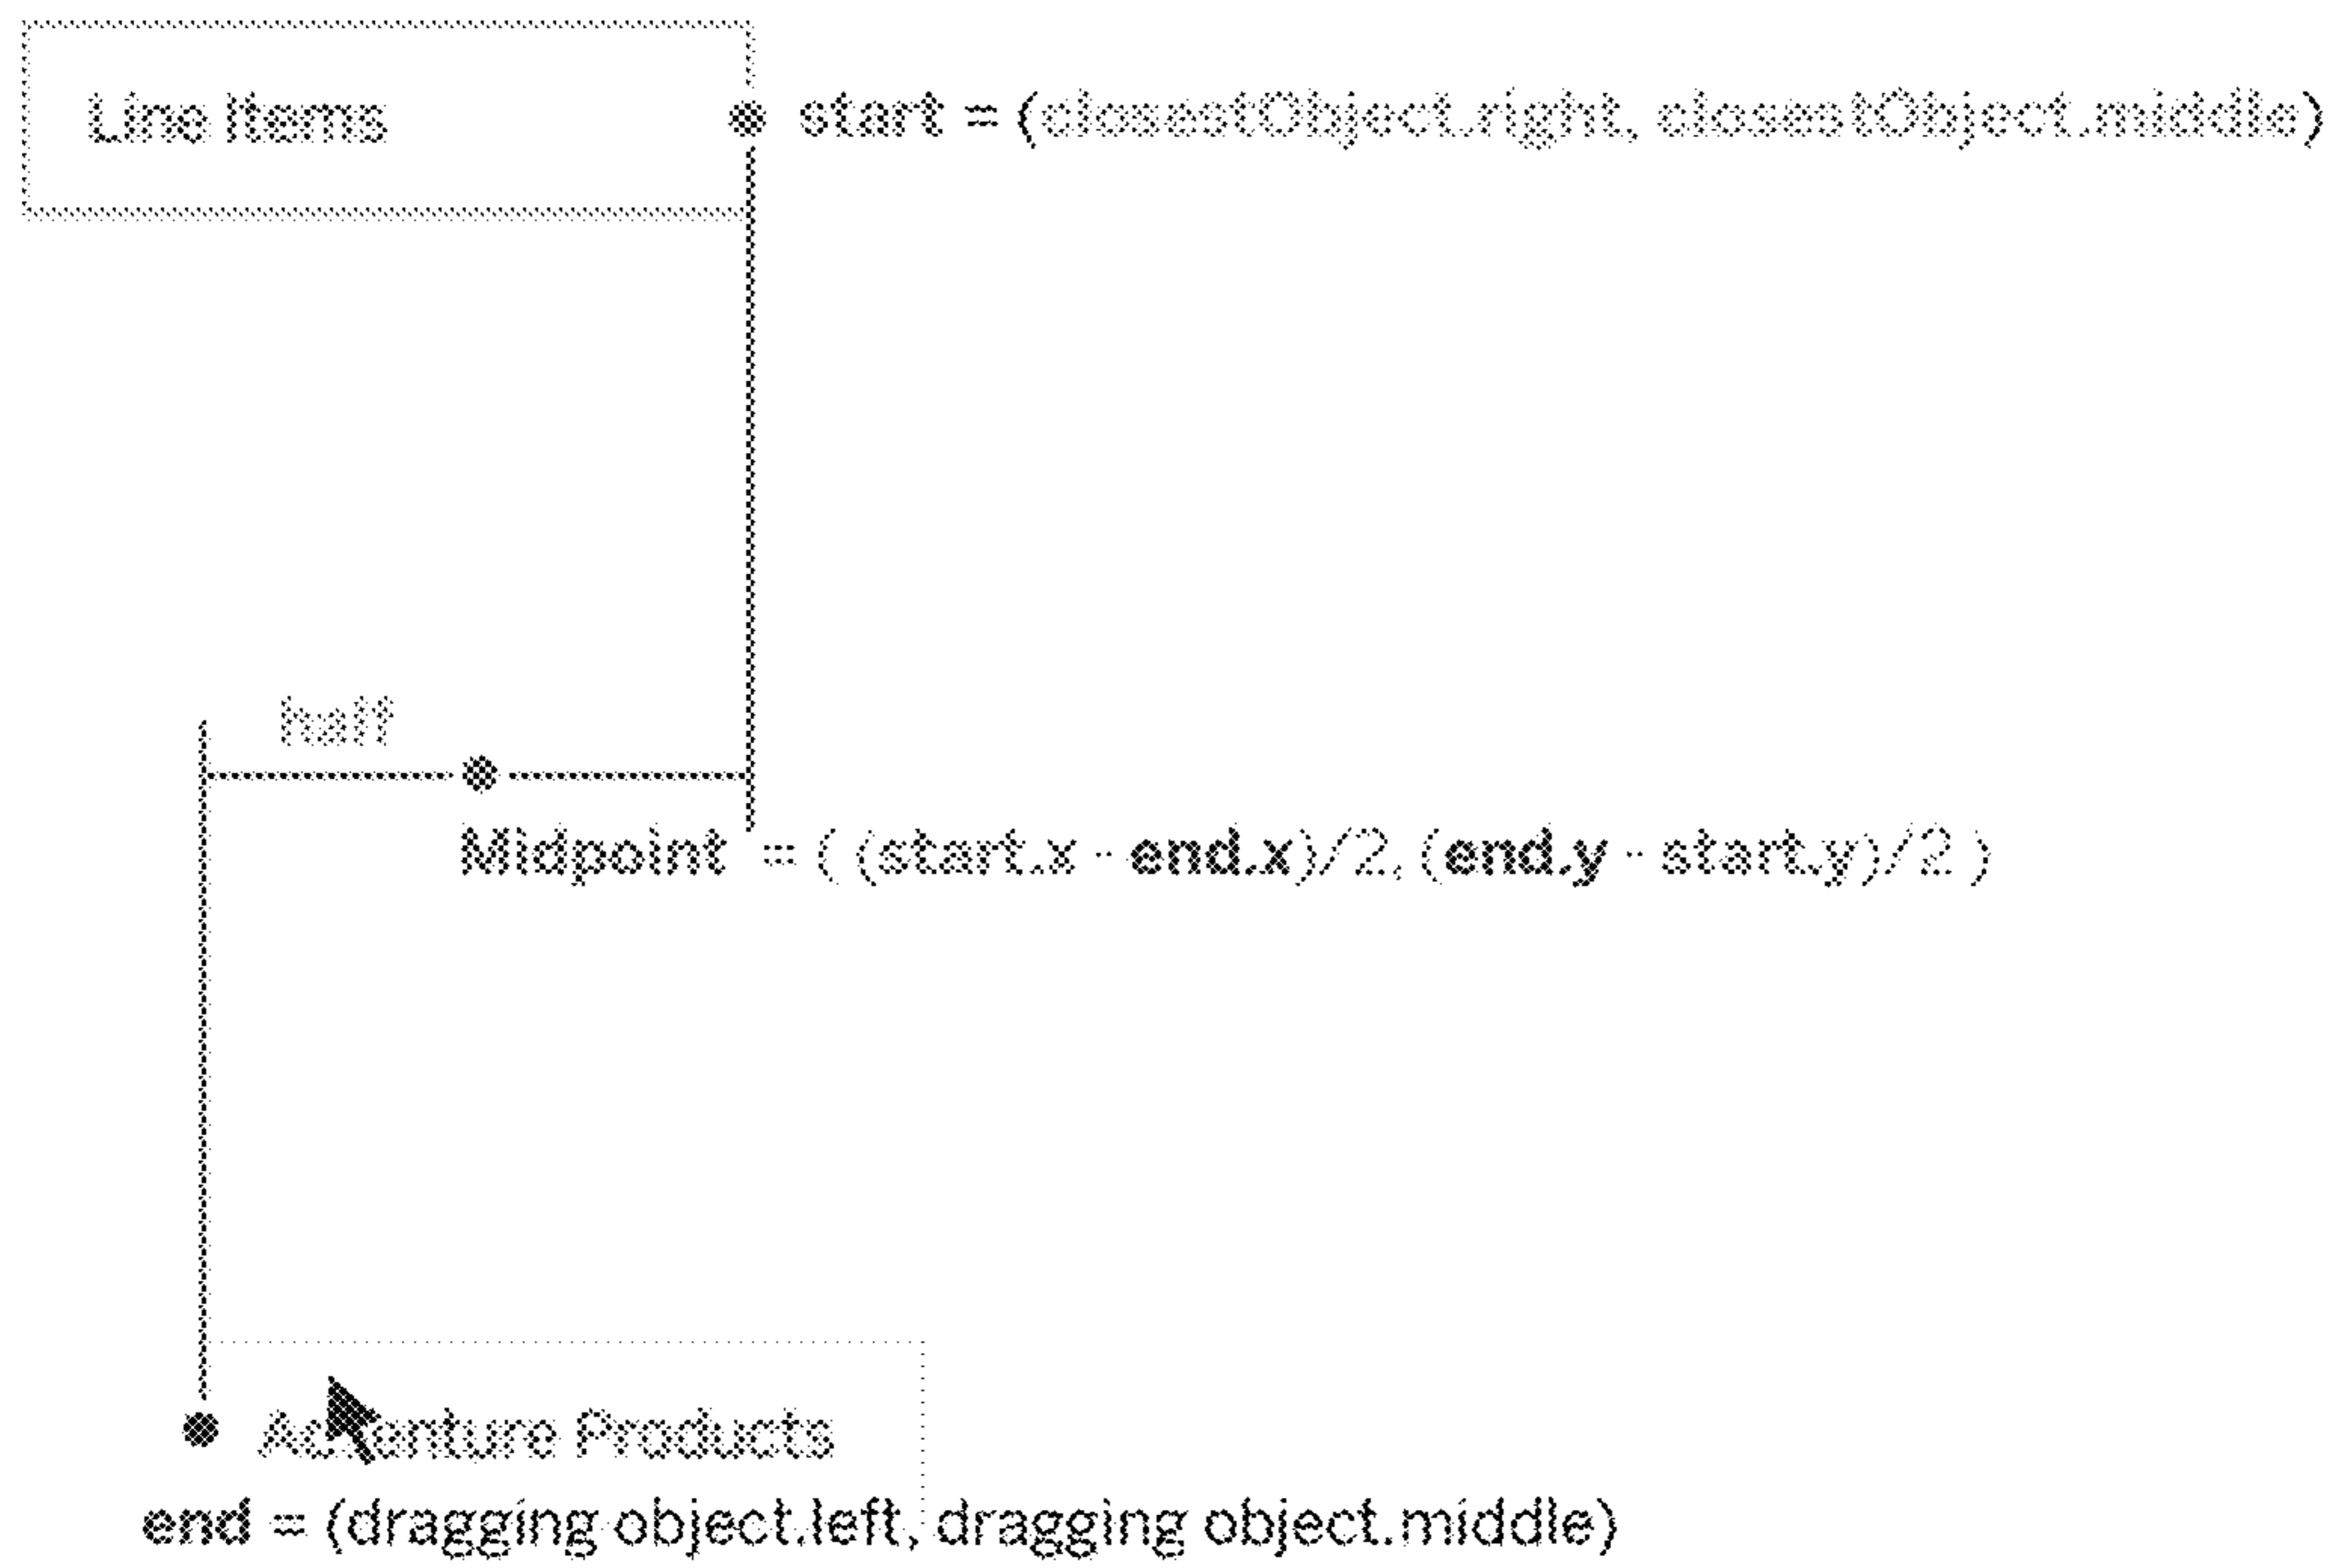 Line Items
start = (closestObject.right, closestObject.middle)
half
Midpoint = ( (start.x - end.x)/2, (end.y - start.y)/2 )
Adventure Products
end = (dragging object.left, dragging object.middle)